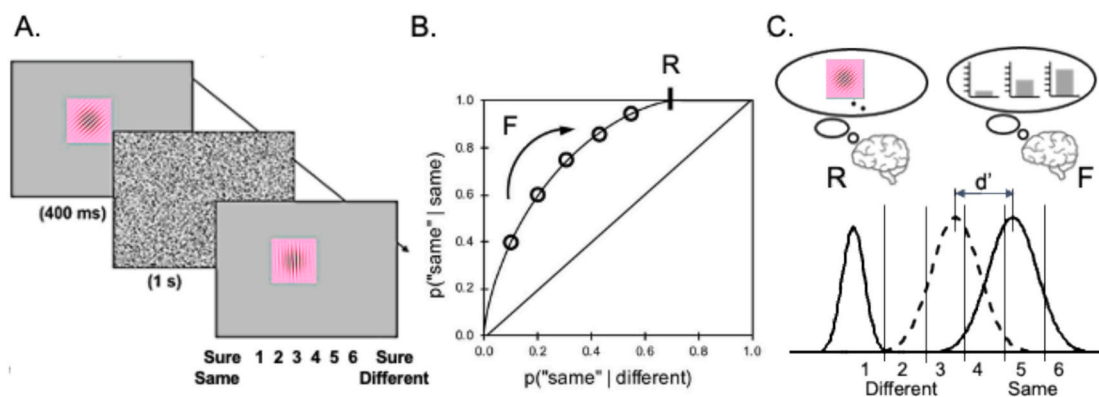 A.
(400 ms)
(1 s)
Sure Same 1 2 3 4 5 6 Sure Different
B.
R
F
1.0
0.8
0.6
0.4
0.2
0.0
p("same" | same)
0.0 0.2 0.4 0.6 0.8 1.0
p("same" | different)
C.
R
F
d'
1 2 3 4 5 6
Different Same